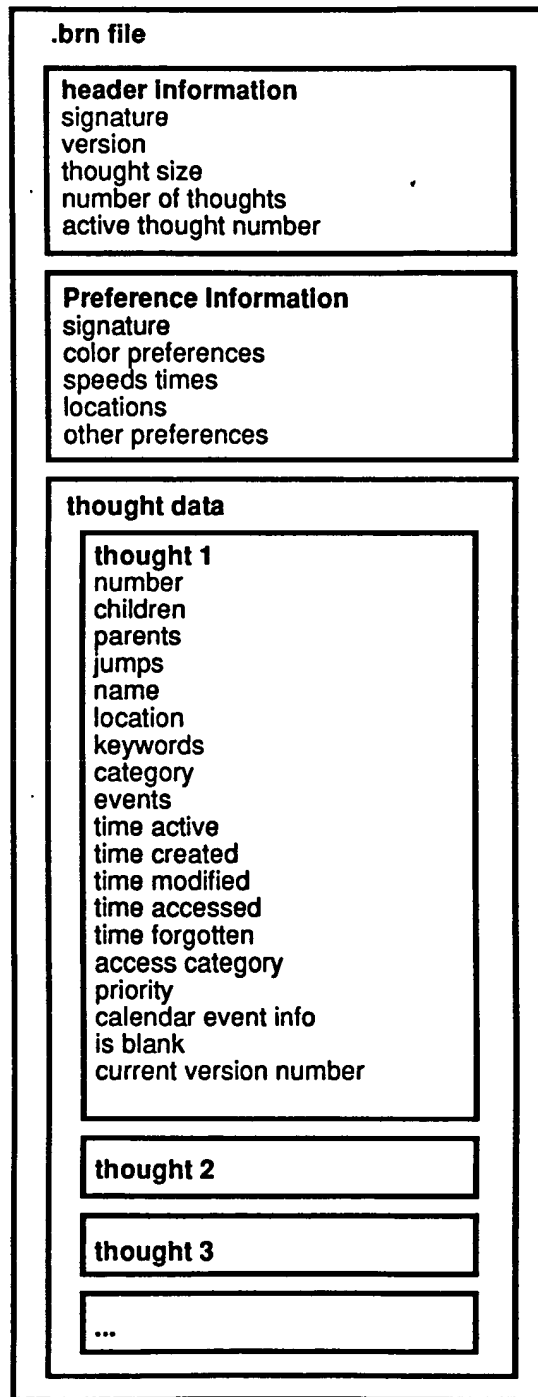 .brn file
header information
signature
version
thought size
number of thoughts
active thought number
Preference Information
signature
color preferences
speeds times
locations
other preferences
thought data
thought 1
number
children
parents
jumps
name
location
keywords
category
events
time active
time created
time modified
time accessed
time forgotten
access category
priority
calendar event info
is blank
current version number
thought 2
thought 3
...